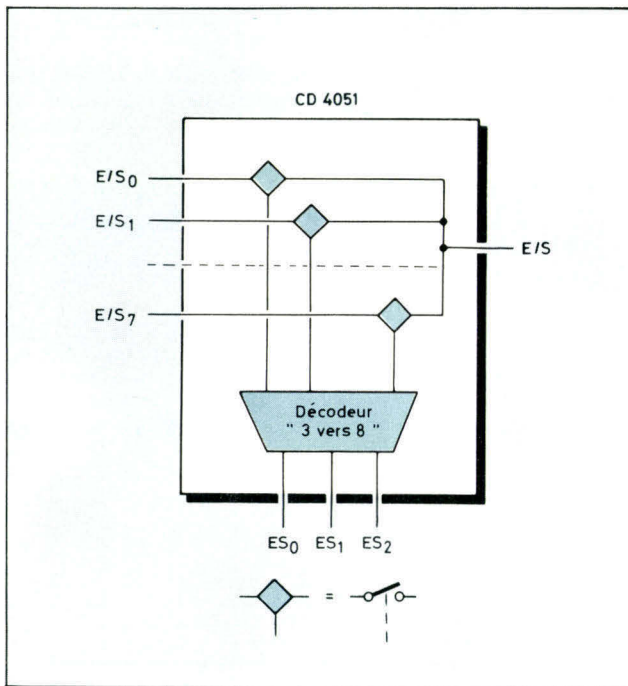 CD 4051
E/S₀
E/S₁
E/S
E/S₇
Décodeur
" 3 vers 8 "
ES₀ ES₁ ES₂
=